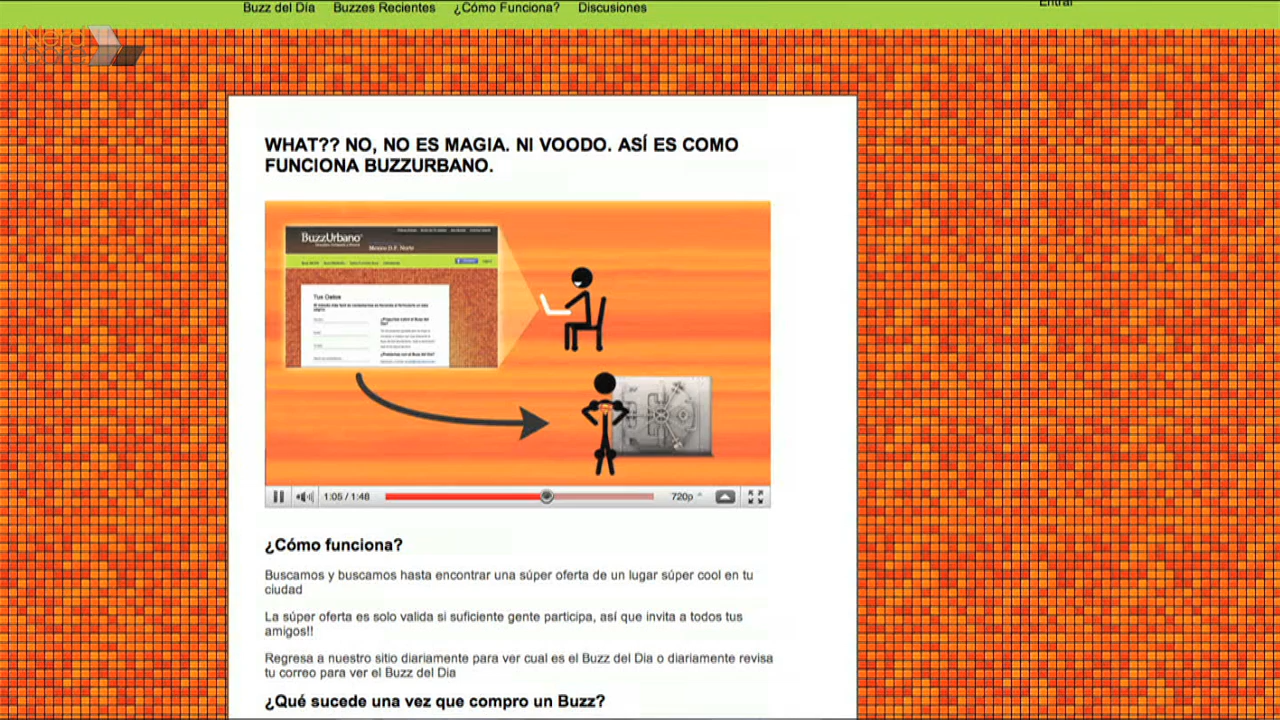 Buzz del Día Buzzes Recientes ¿Cómo Funciona? Discusiones Entrar
Nerd
core
WHAT?? NO, NO ES MAGIA. NI VOODO. ASÍ ES COMO
FUNCIONA BUZZURBANO.
BuzzUrbano
Mexico D.F. Norte
Tus Datos
1:05 / 1:48 720p
¿Cómo funciona?
Buscamos y buscamos hasta encontrar una súper oferta de un lugar súper cool en tu
ciudad
La súper oferta es solo valida si suficiente gente participa, así que invita a todos tus
amigos!!
Regresa a nuestro sitio diariamente para ver cual es el Buzz del Dia o diariamente revisa
tu correo para ver el Buzz del Dia
¿Qué sucede una vez que compro un Buzz?